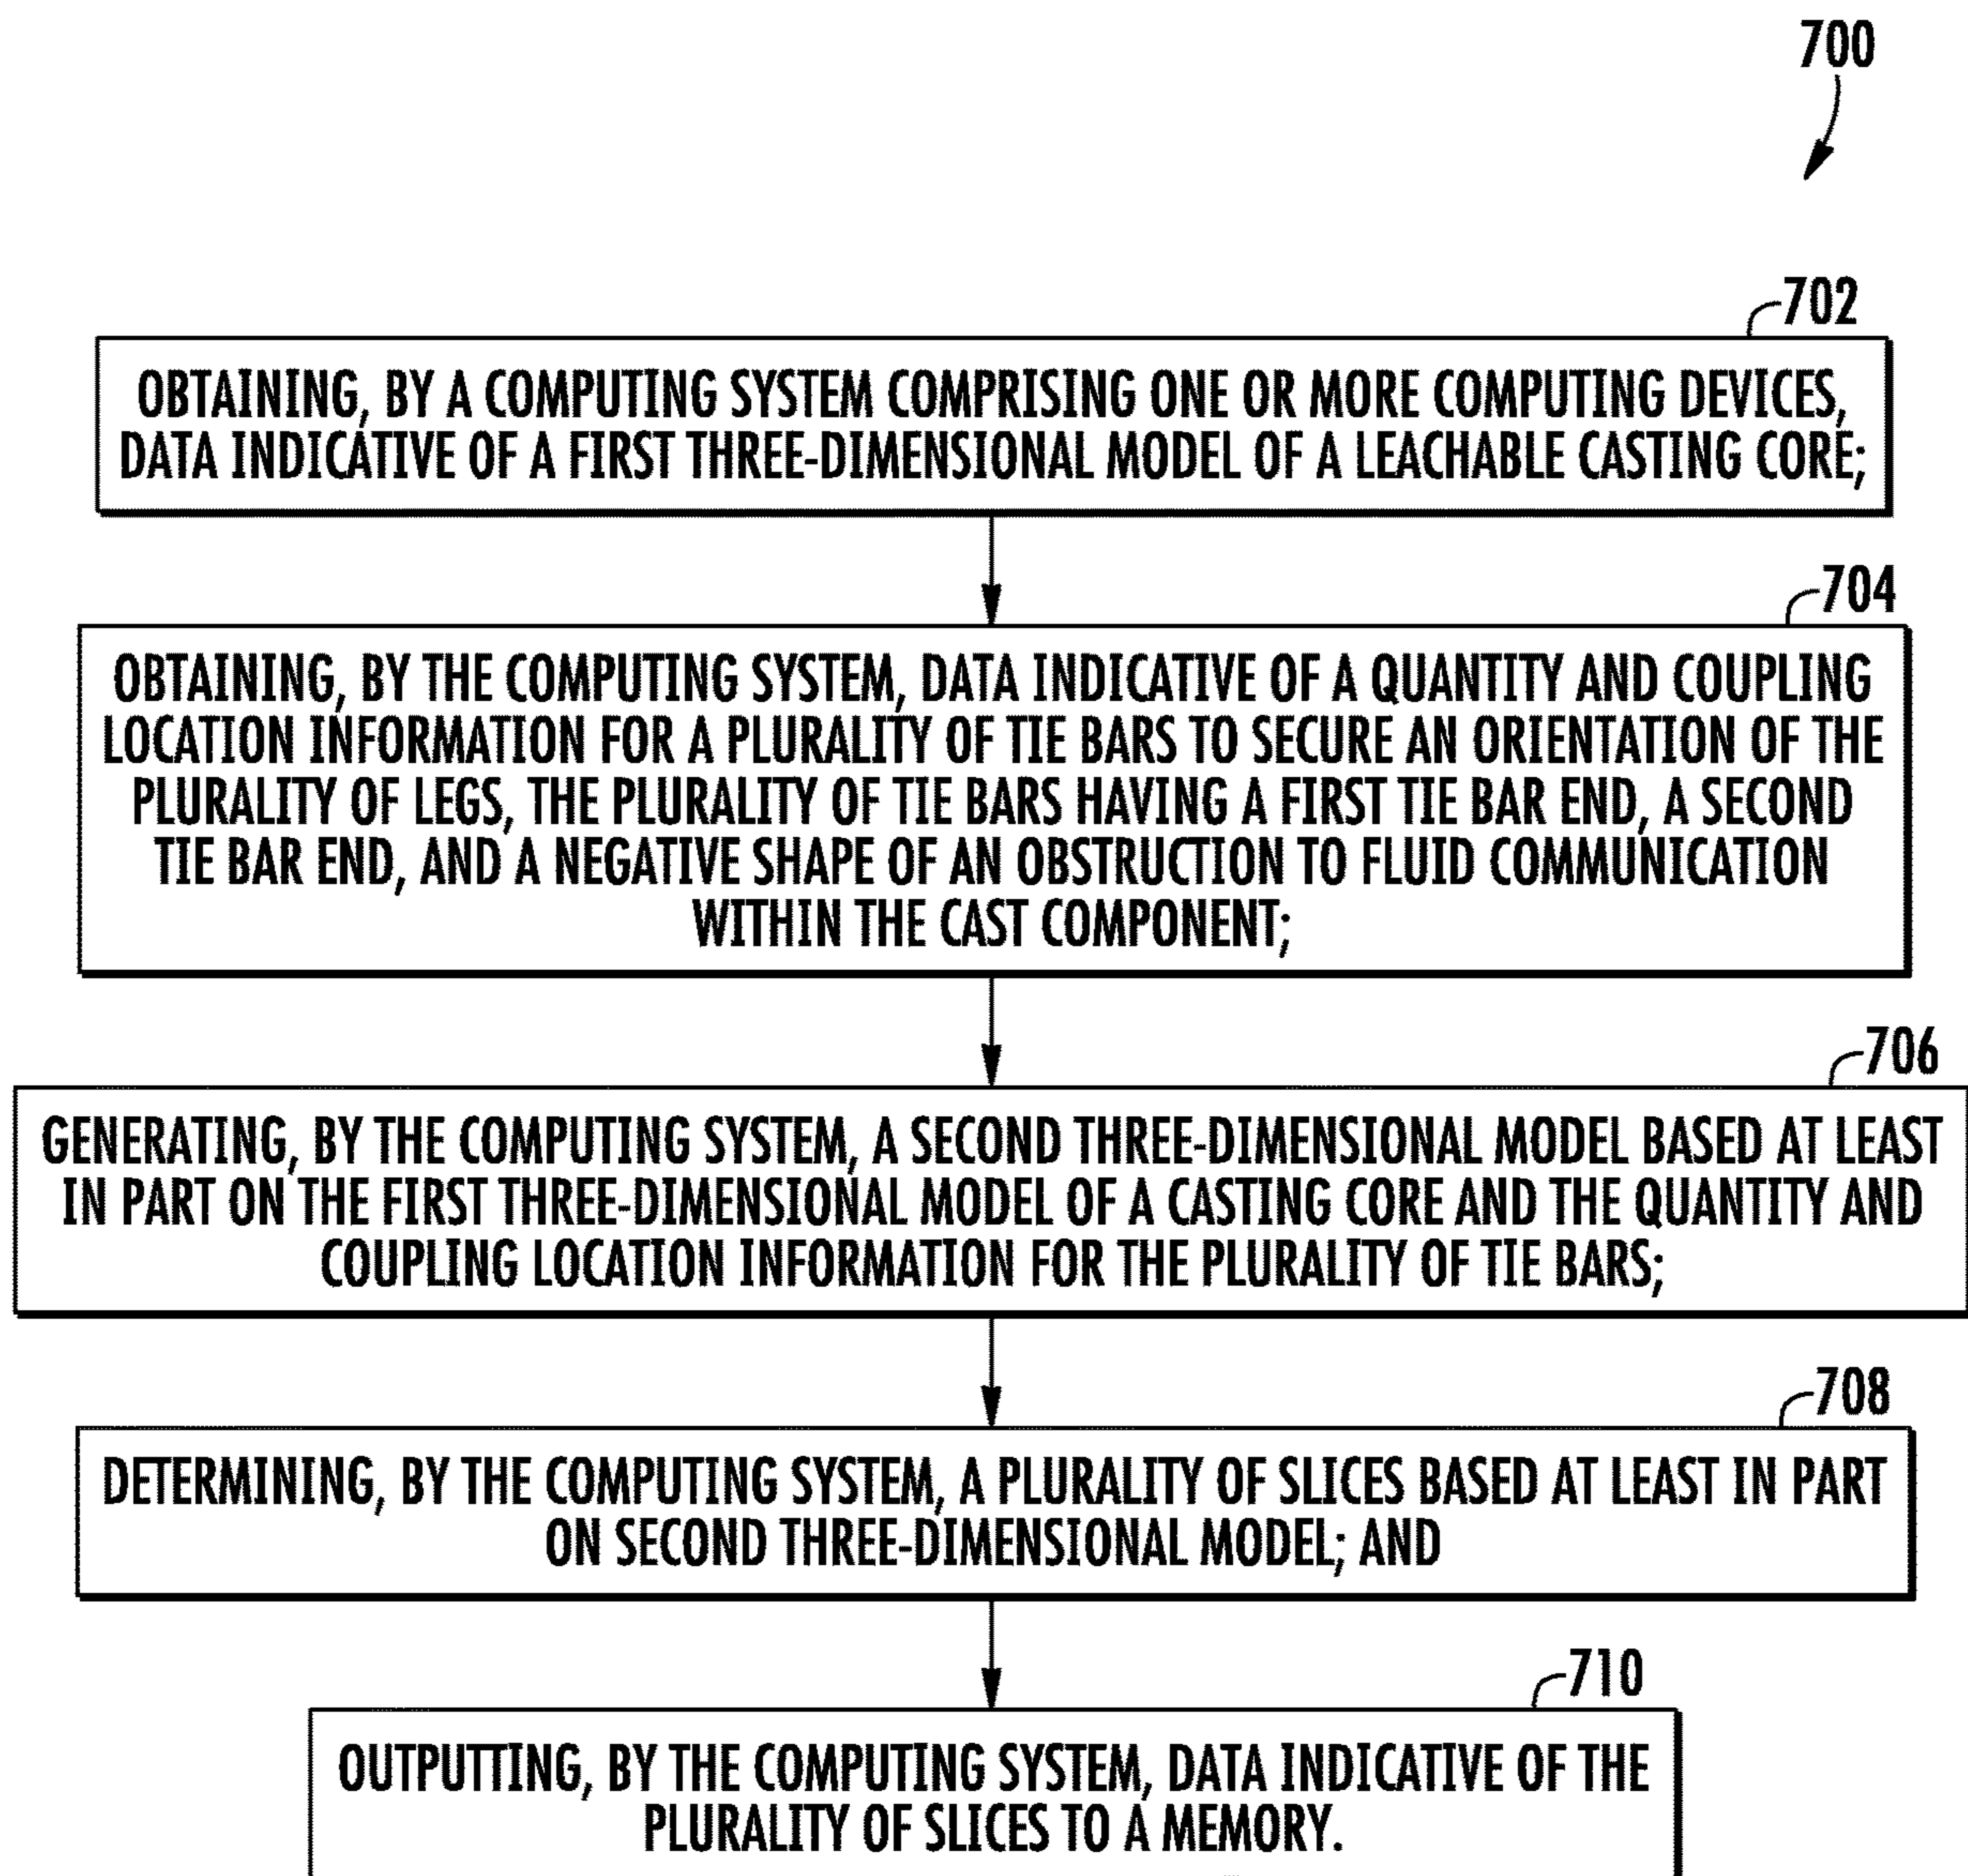 700
702
OBTAINING, BY A COMPUTING SYSTEM COMPRISING ONE OR MORE COMPUTING DEVICES,
DATA INDICATIVE OF A FIRST THREE-DIMENSIONAL MODEL OF A LEACHABLE CASTING CORE;
704
OBTAINING, BY THE COMPUTING SYSTEM, DATA INDICATIVE OF A QUANTITY AND COUPLING
LOCATION INFORMATION FOR A PLURALITY OF TIE BARS TO SECURE AN ORIENTATION OF THE
PLURALITY OF LEGS, THE PLURALITY OF TIE BARS HAVING A FIRST TIE BAR END, A SECOND
TIE BAR END, AND A NEGATIVE SHAPE OF AN OBSTRUCTION TO FLUID COMMUNICATION
WITHIN THE CAST COMPONENT;
706
GENERATING, BY THE COMPUTING SYSTEM, A SECOND THREE-DIMENSIONAL MODEL BASED AT LEAST
IN PART ON THE FIRST THREE-DIMENSIONAL MODEL OF A CASTING CORE AND THE QUANTITY AND
COUPLING LOCATION INFORMATION FOR THE PLURALITY OF TIE BARS;
708
DETERMINING, BY THE COMPUTING SYSTEM, A PLURALITY OF SLICES BASED AT LEAST IN PART
ON SECOND THREE-DIMENSIONAL MODEL; AND
710
OUTPUTTING, BY THE COMPUTING SYSTEM, DATA INDICATIVE OF THE
PLURALITY OF SLICES TO A MEMORY.